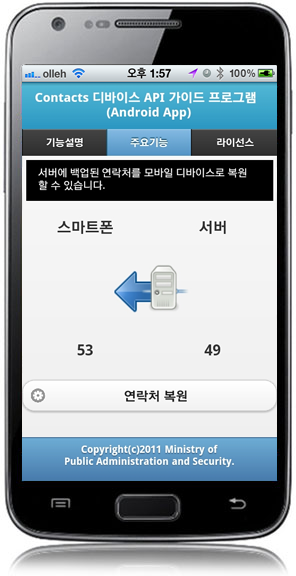 olleh
오후 1:57
100%
Contacts 디바이스 API 가이드 프로그램
(Android App)
기능설명
주요기능
라이선스
서버에 백업된 연락처를 모바일 디바이스로 복원
할 수 있습니다.
스마트폰
서버
53
49
연락처 복원
Copyright(c)2011 Ministry of
Public Administration and Security.